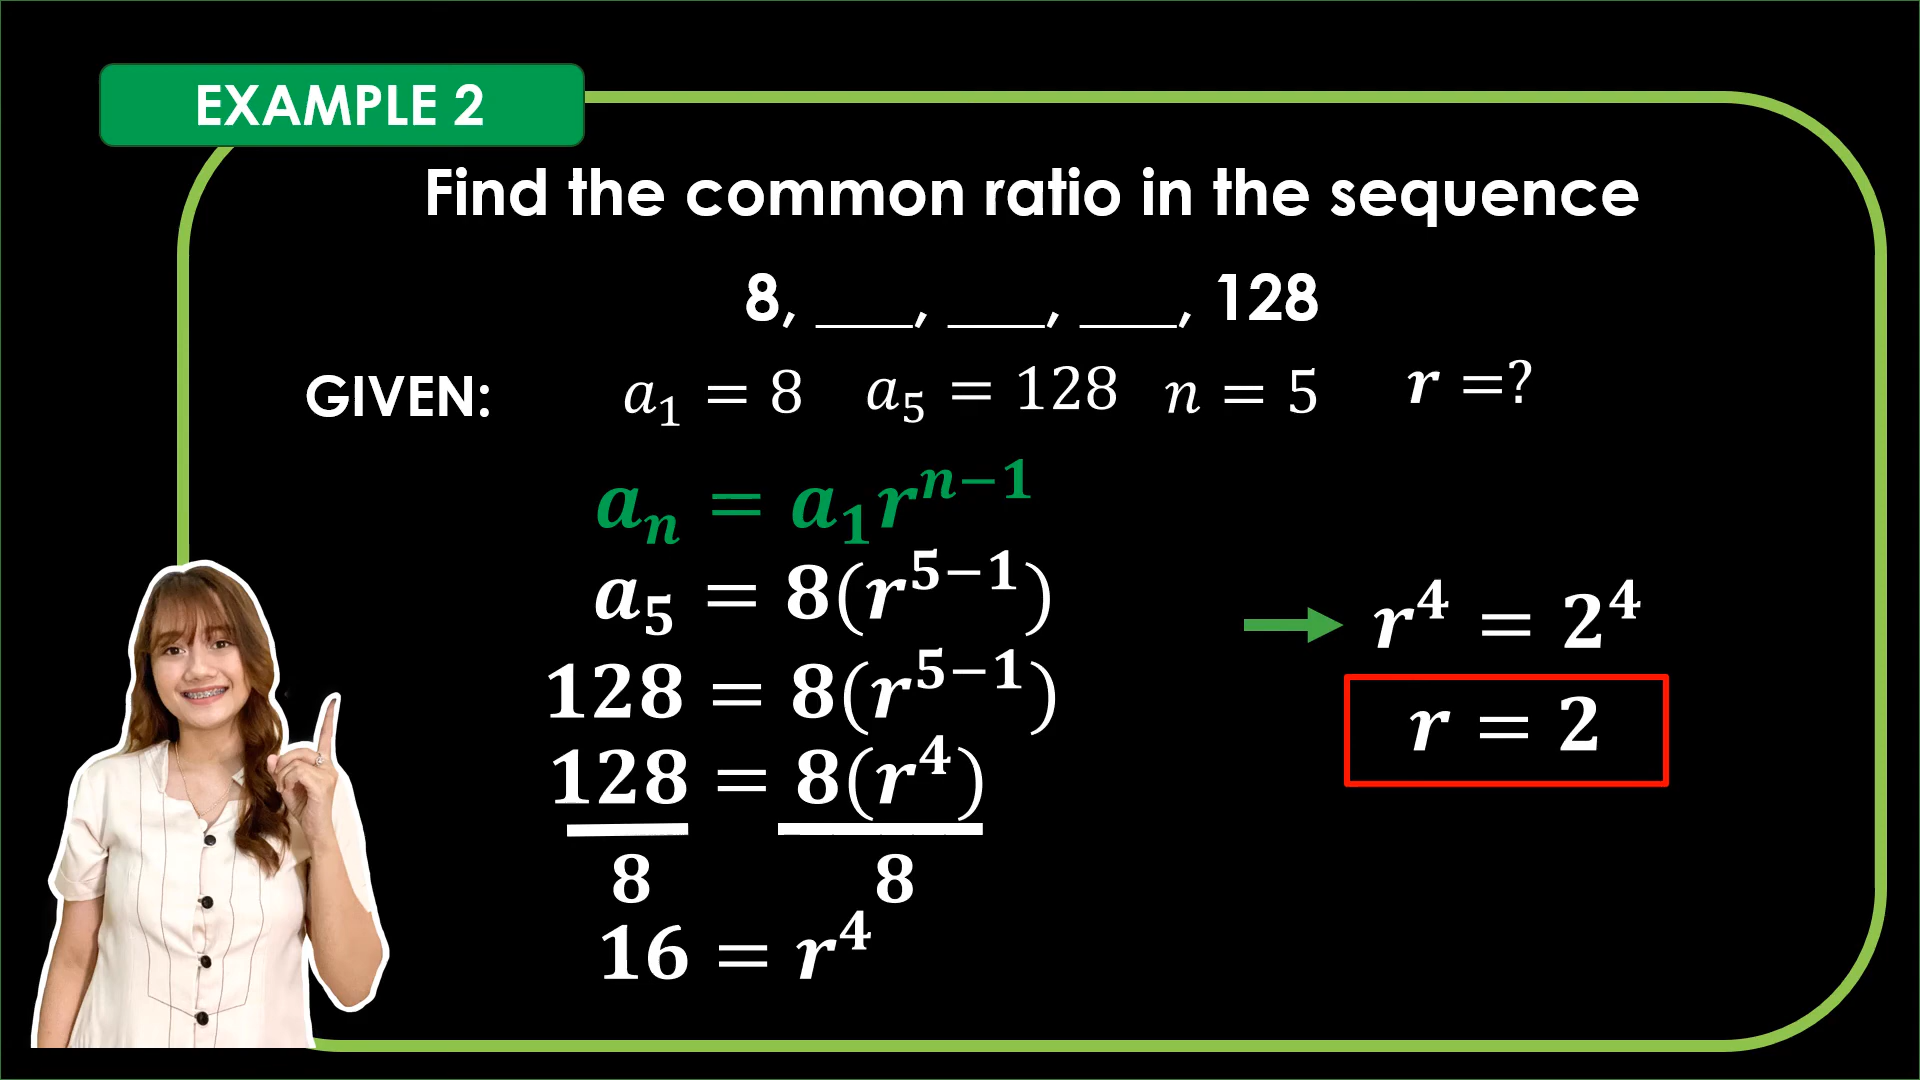 EXAMPLE 2
Find the common ratio in the sequence
8, ___, ___, ___, 128
GIVEN: a₁ = 8 a₅ = 128 n = 5 r =?
aₙ = a₁rⁿ⁻¹
a₅ = 8(r⁵⁻¹)
128 = 8(r⁵⁻¹)
128 = 8(r⁴)
8 8
16 = r⁴
r⁴ = 2⁴
r = 2